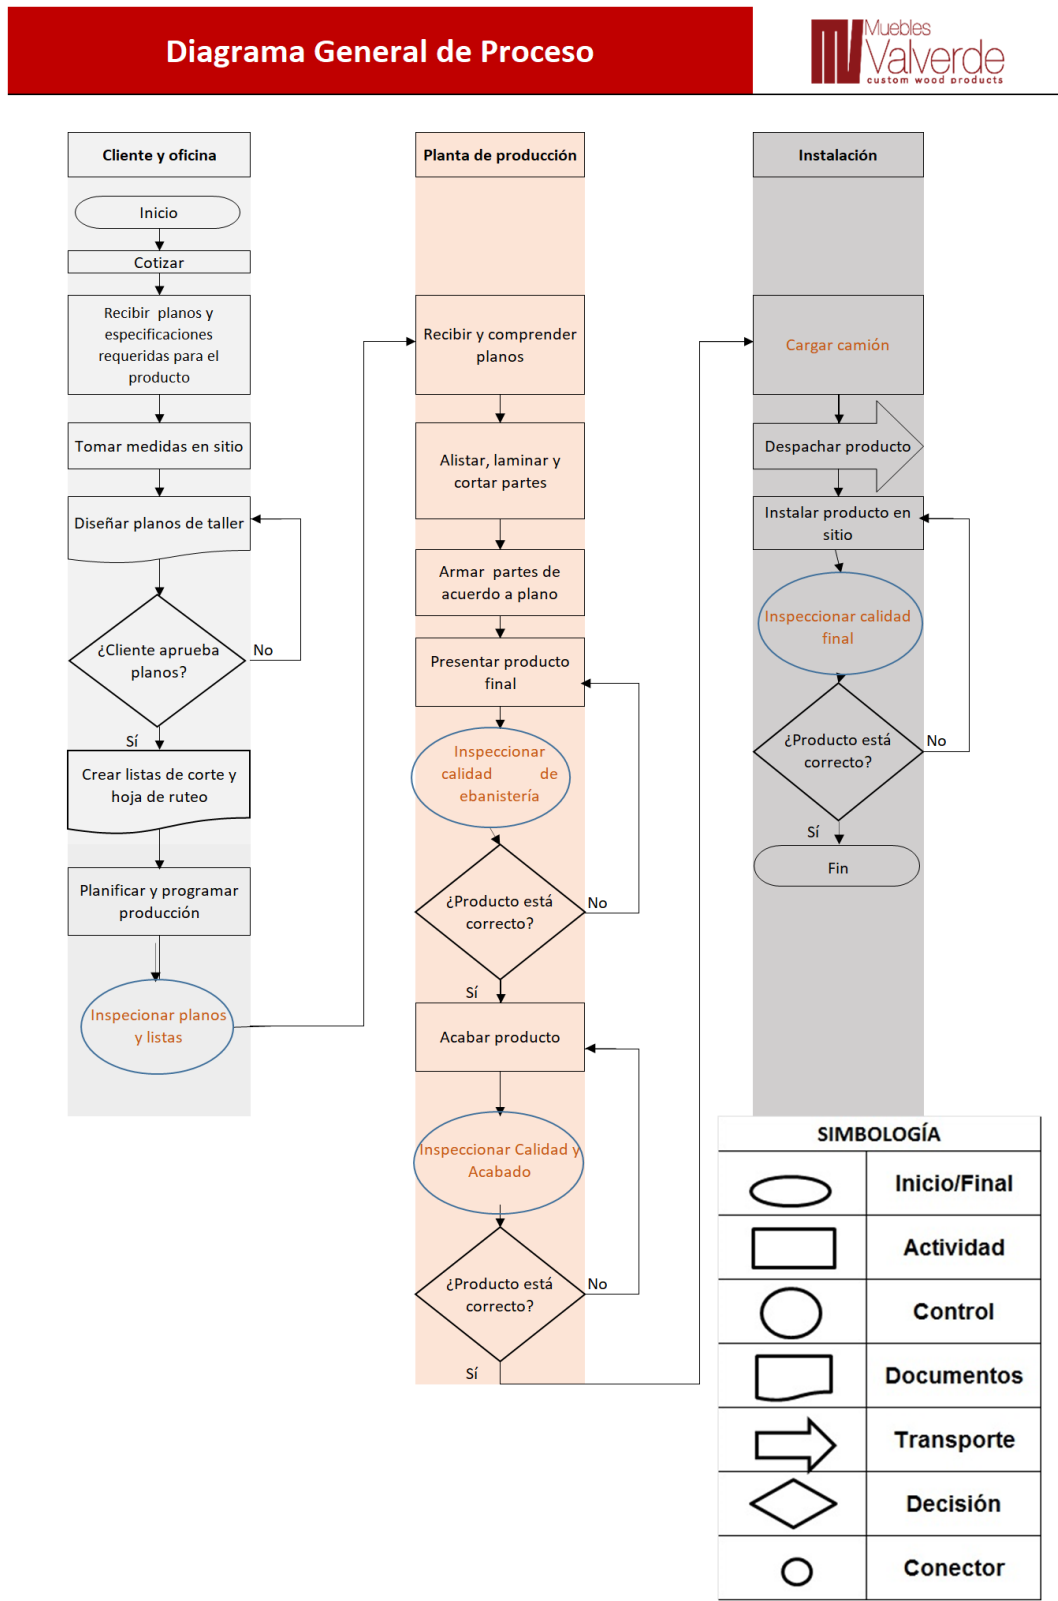 Diagrama General de Proceso
Muebles
Valverde
custom wood products
Cliente y oficina
Inicio
Cotizar
Recibir planos y
especificaciones
requeridas para el
producto
Tomar medidas en sitio
Diseñar planos de taller
¿Cliente aprueba
planos?
No
Sí
Crear listas de corte y
hoja de ruteo
Planificar y programar
producción
Inspecionar planos
y listas
Planta de producción
Recibir y comprender
planos
Alistar, laminar y
cortar partes
Armar partes de
acuerdo a plano
Presentar producto
final
Inspeccionar
calidad de
ebanistería
¿Producto está
correcto?
No
Sí
Acabar producto
Inspeccionar Calidad y
Acabado
¿Producto está
correcto?
No
Sí
Instalación
Cargar camión
Despachar producto
Instalar producto en
sitio
Inspeccionar calidad
final
¿Producto está
correcto?
No
Sí
Fin
SIMBOLOGÍA
Inicio/Final
Actividad
Control
Documentos
Transporte
Decisión
Conector